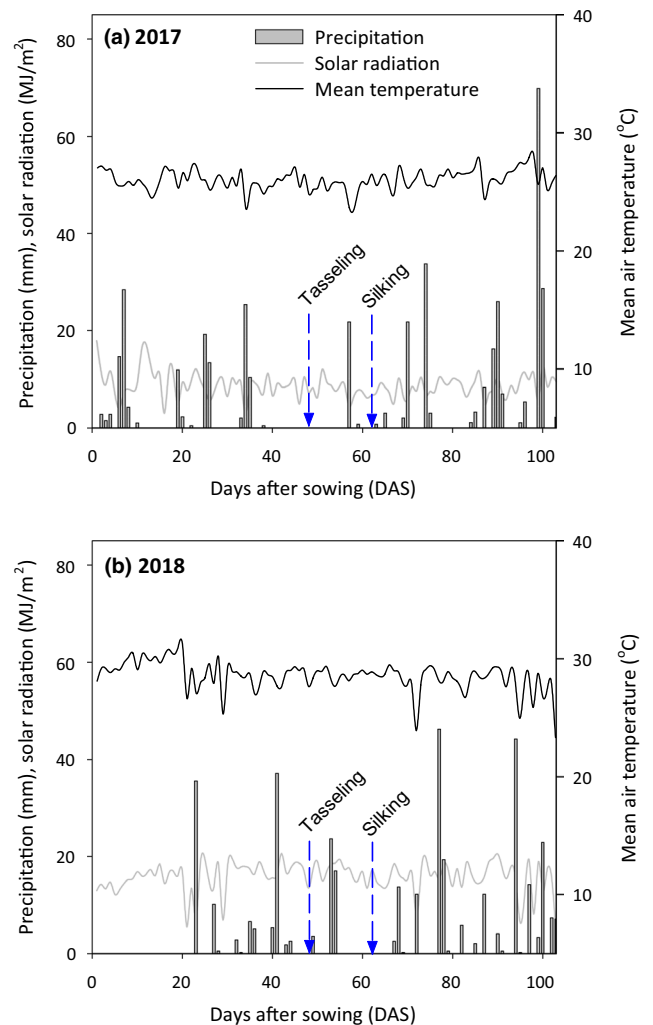 (a) 2017
Precipitation
Solar radiation
Mean temperature
Precipitation (mm), solar radiation (MJ/m²)
80
60
40
20
0
40
30
20
10
Mean air temperature (°C)
Tasseling
Silking
0 20 40 60 80 100
Days after sowing (DAS)
(b) 2018
Precipitation (mm), solar radiation (MJ/m²)
80
60
40
20
0
40
30
20
10
Mean air temperature (°C)
Tasseling
Silking
0 20 40 60 80 100
Days after sowing (DAS)